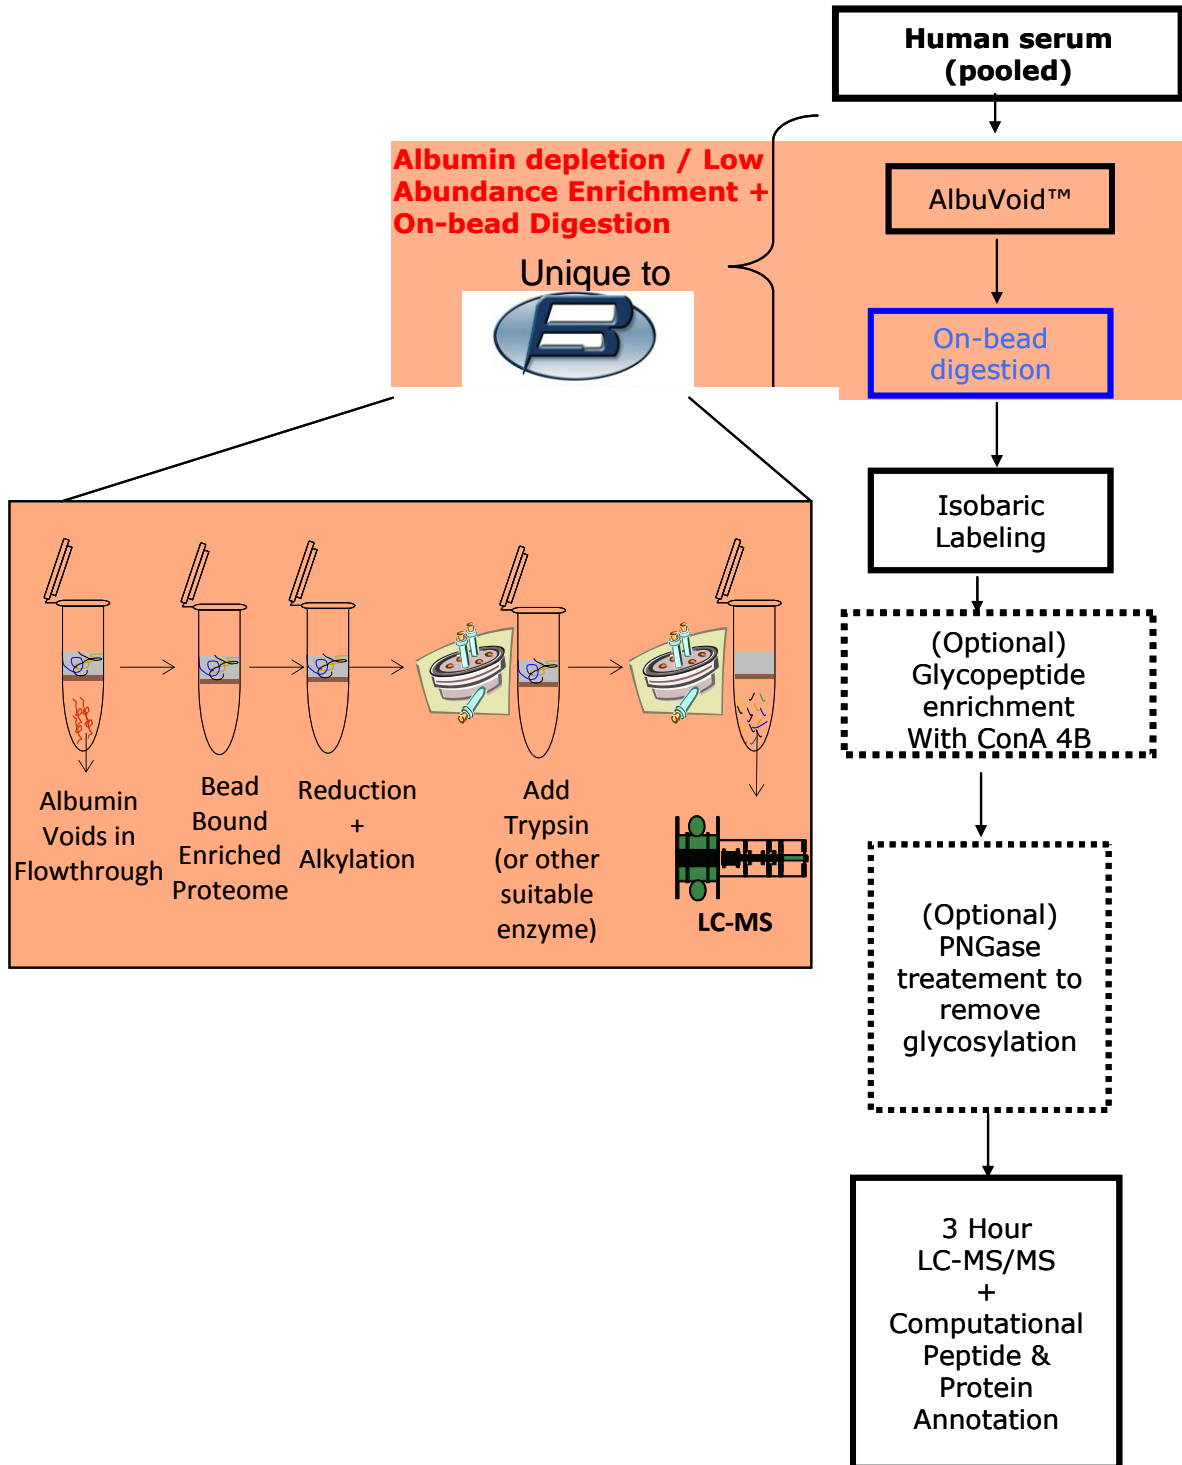 Human serum
(pooled)
Albumin depletion / Low
Abundance Enrichment +
On-bead Digestion
Unique to
B
AlbuVoid™
On-bead
digestion
Isobaric
Labeling
(Optional)
Glycopeptide
enrichment
With ConA 4B
(Optional)
PNGase
treatement to
remove
glycosylation
3 Hour
LC-MS/MS
+
Computational
Peptide &
Protein
Annotation
Albumin
Voids in
Flowthrough
Bead
Bound
Enriched
Proteome
Reduction
+
Alkylation
Add
Trypsin
(or other
suitable
enzyme)
LC-MS